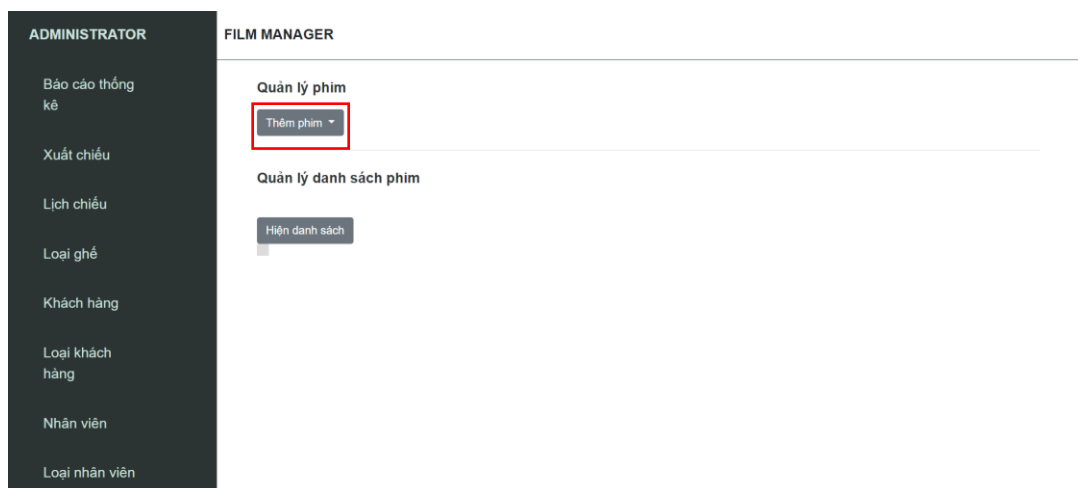 ADMINISTRATOR
FILM MANAGER
Báo cáo thống
kê
Xuất chiếu
Lịch chiếu
Loại ghế
Khách hàng
Loại khách
hàng
Nhân viên
Loại nhân viên
Quản lý phim
Thêm phim
Quản lý danh sách phim
Hiện danh sách